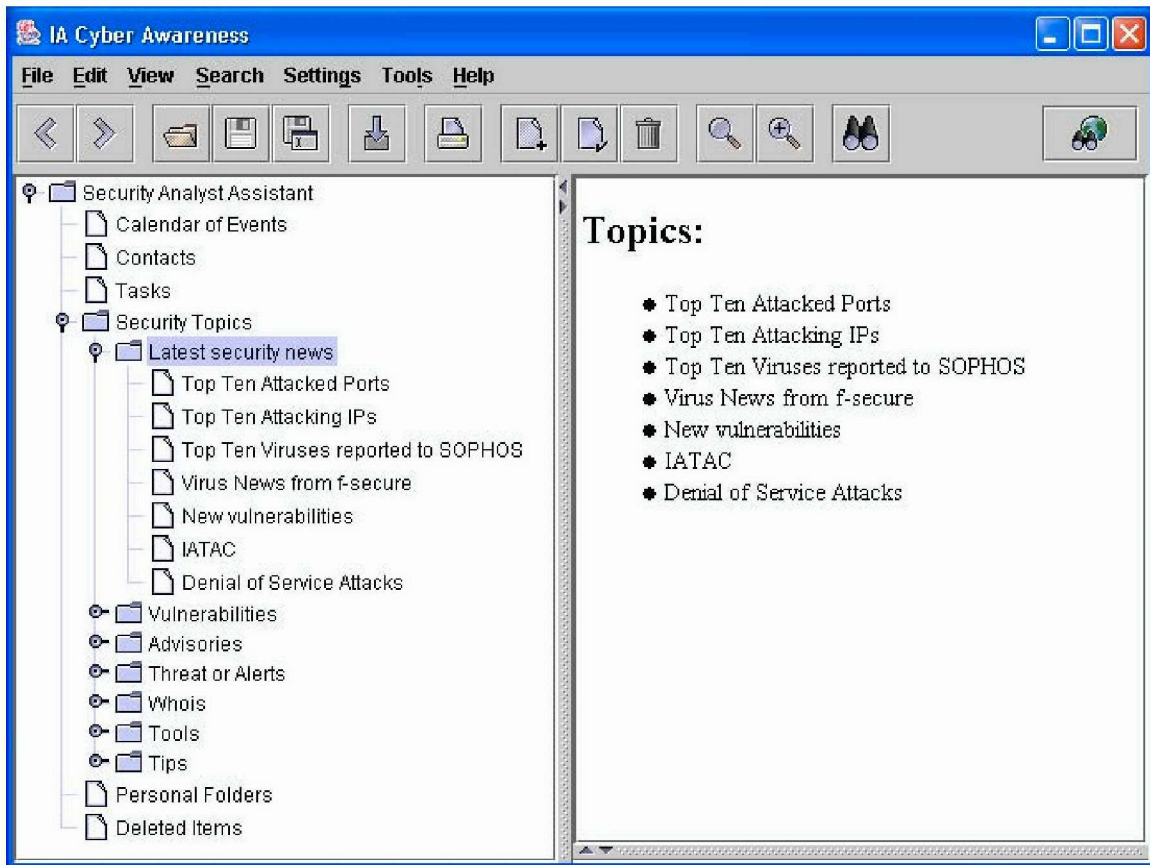 IA Cyber Awareness
File Edit View Search Settings Tools Help
Security Analyst Assistant
Calendar of Events
Contacts
Tasks
Security Topics
Latest security news
Top Ten Attacked Ports
Top Ten Attacking IPs
Top Ten Viruses reported to SOPHOS
Virus News from f-secure
New vulnerabilities
IATAC
Denial of Service Attacks
Vulnerabilities
Advisories
Threat or Alerts
Whois
Tools
Tips
Personal Folders
Deleted Items
Topics:
Top Ten Attacked Ports
Top Ten Attacking IPs
Top Ten Viruses reported to SOPHOS
Virus News from f-secure
New vulnerabilities
IATAC
Denial of Service Attacks